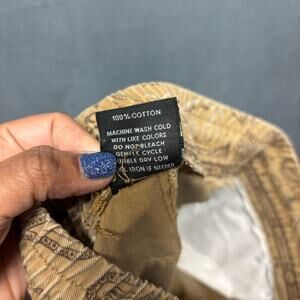 100% COTTON
MACHINE WASH COLD
WITH LIKE COLORS
DO NOT BLEACH
GENTLE CYCLE
DRY LOW
IRON IF NEEDED